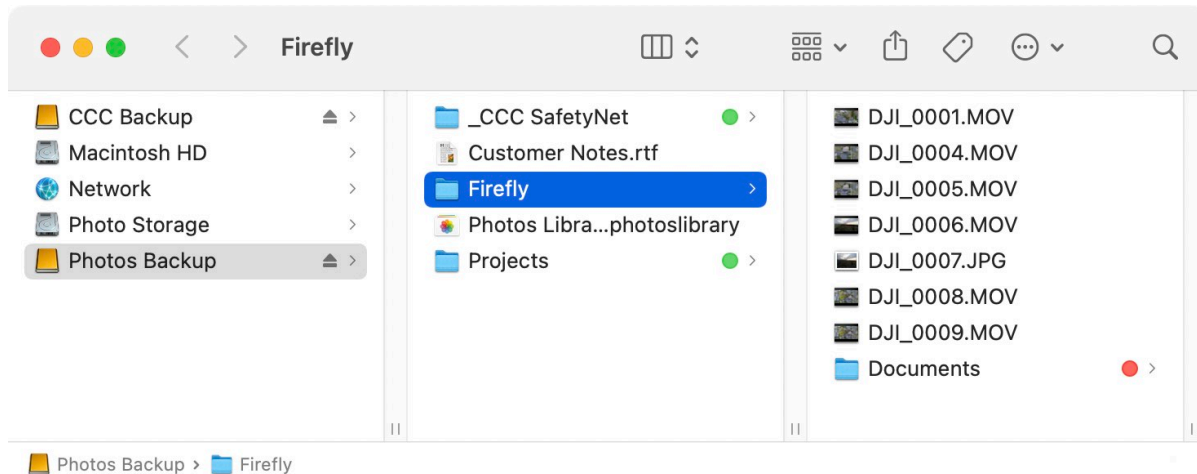 Firefly
CCC Backup
Macintosh HD
Network
Photo Storage
Photos Backup
_CCC SafetyNet
Customer Notes.rtf
Firefly
Photos Libra...photoslibrary
Projects
DJI_0001.MOV
DJI_0004.MOV
DJI_0005.MOV
DJI_0006.MOV
DJI_0007.JPG
DJI_0008.MOV
DJI_0009.MOV
Documents
Photos Backup › Firefly